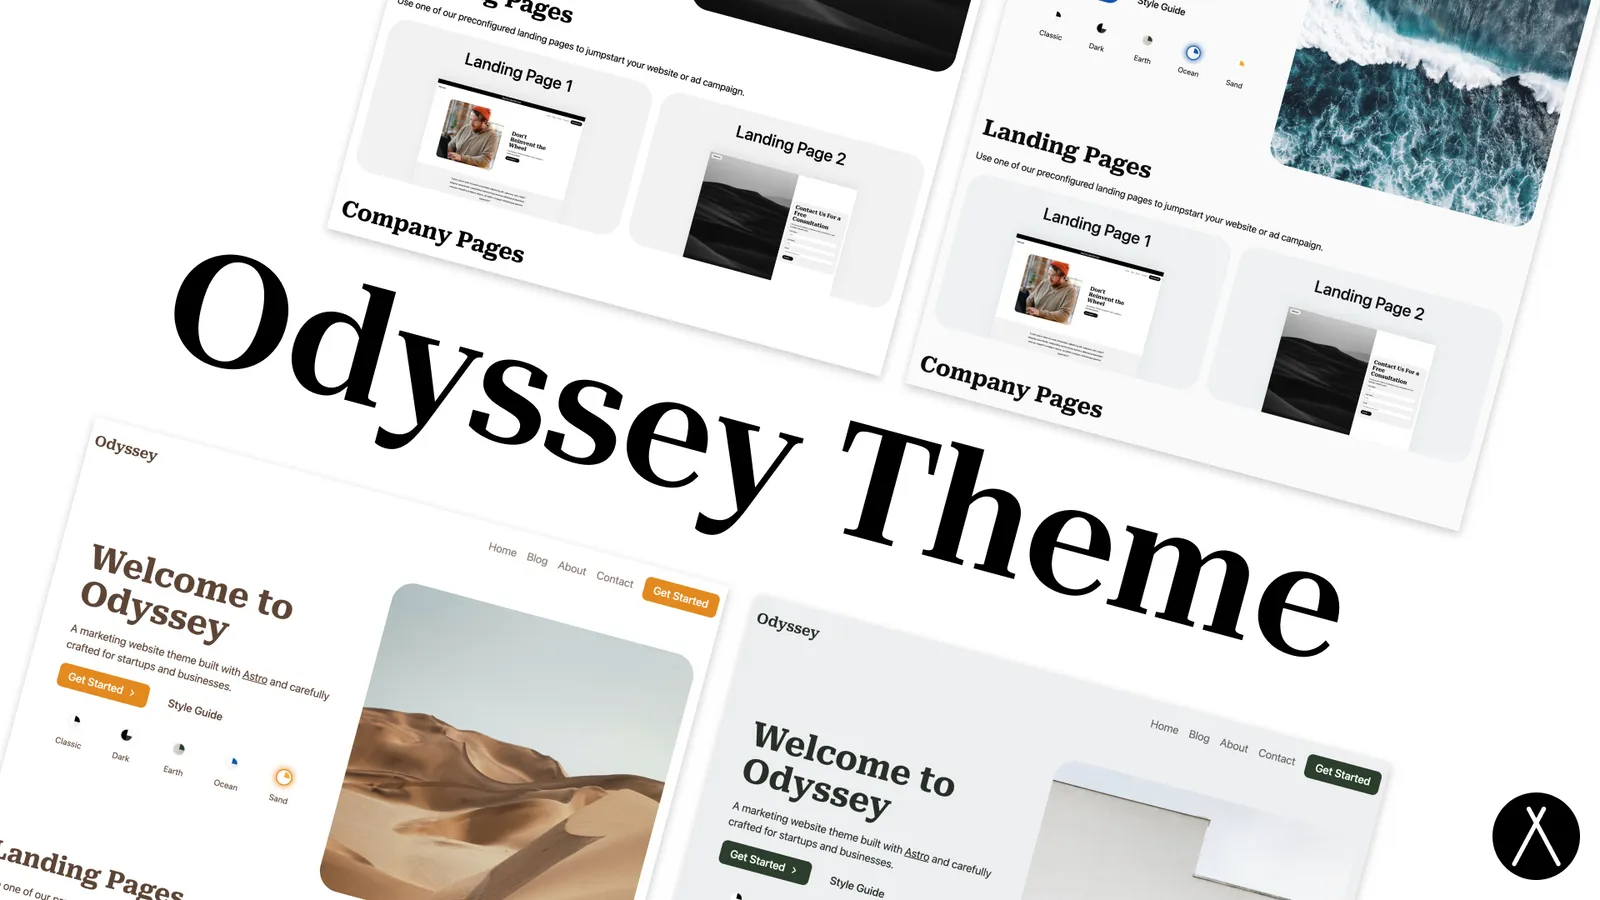 g Pages
Use one of our preconfigured landing pages to jumpstart your website or ad campaign.
Landing Page 1
Don't
Reinvent the
Wheel
Landing Page 2
Contact Us For a
Free
Consultation
Company Pages
Style Guide
Classic
Dark
Earth
Ocean
Sand
Landing Pages
Use one of our preconfigured landing pages to jumpstart your website or ad campaign.
Landing Page 1
Don't
Reinvent the
Wheel
Landing Page 2
Contact Us For a
Free
Consultation
Company Pages
Odyssey Theme
Odyssey
Home Blog About Contact Get Started
Welcome to
Odyssey
A marketing website theme built with Astro and carefully
crafted for startups and businesses.
Get Started
Style Guide
Classic
Dark
Earth
Ocean
Sand
Landing Pages
one of our
Odyssey
Home Blog About Contact Get Started
Welcome to
Odyssey
A marketing website theme built with Astro and carefully
crafted for startups and businesses.
Get Started
Style Guide